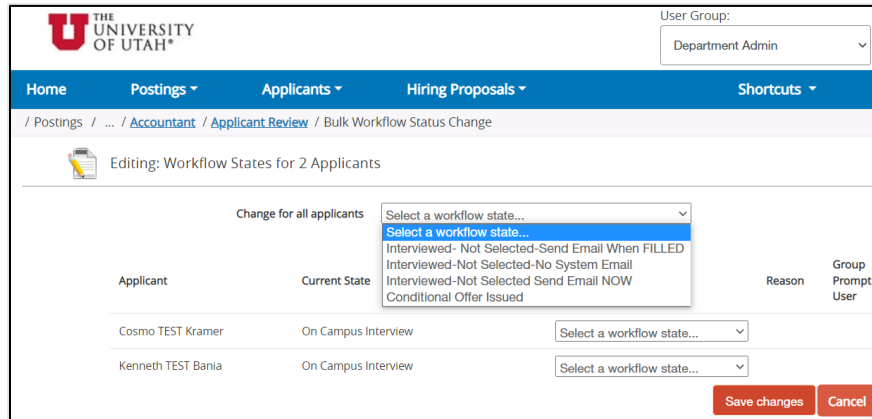 THE
UNIVERSITY
OF UTAH®
User Group:
Department Admin
Home Postings Applicants Hiring Proposals Shortcuts
/ Postings / ... / Accountant / Applicant Review / Bulk Workflow Status Change
Editing: Workflow States for 2 Applicants
Change for all applicants Select a workflow state...
Select a workflow state...
Interviewed- Not Selected-Send Email When FILLED
Interviewed-Not Selected-No System Email
Interviewed-Not Selected Send Email NOW
Conditional Offer Issued
Applicant Current State Reason Group
Prompt
User
Cosmo TEST Kramer On Campus Interview Select a workflow state...
Kenneth TEST Bania On Campus Interview Select a workflow state...
Save changes Cancel